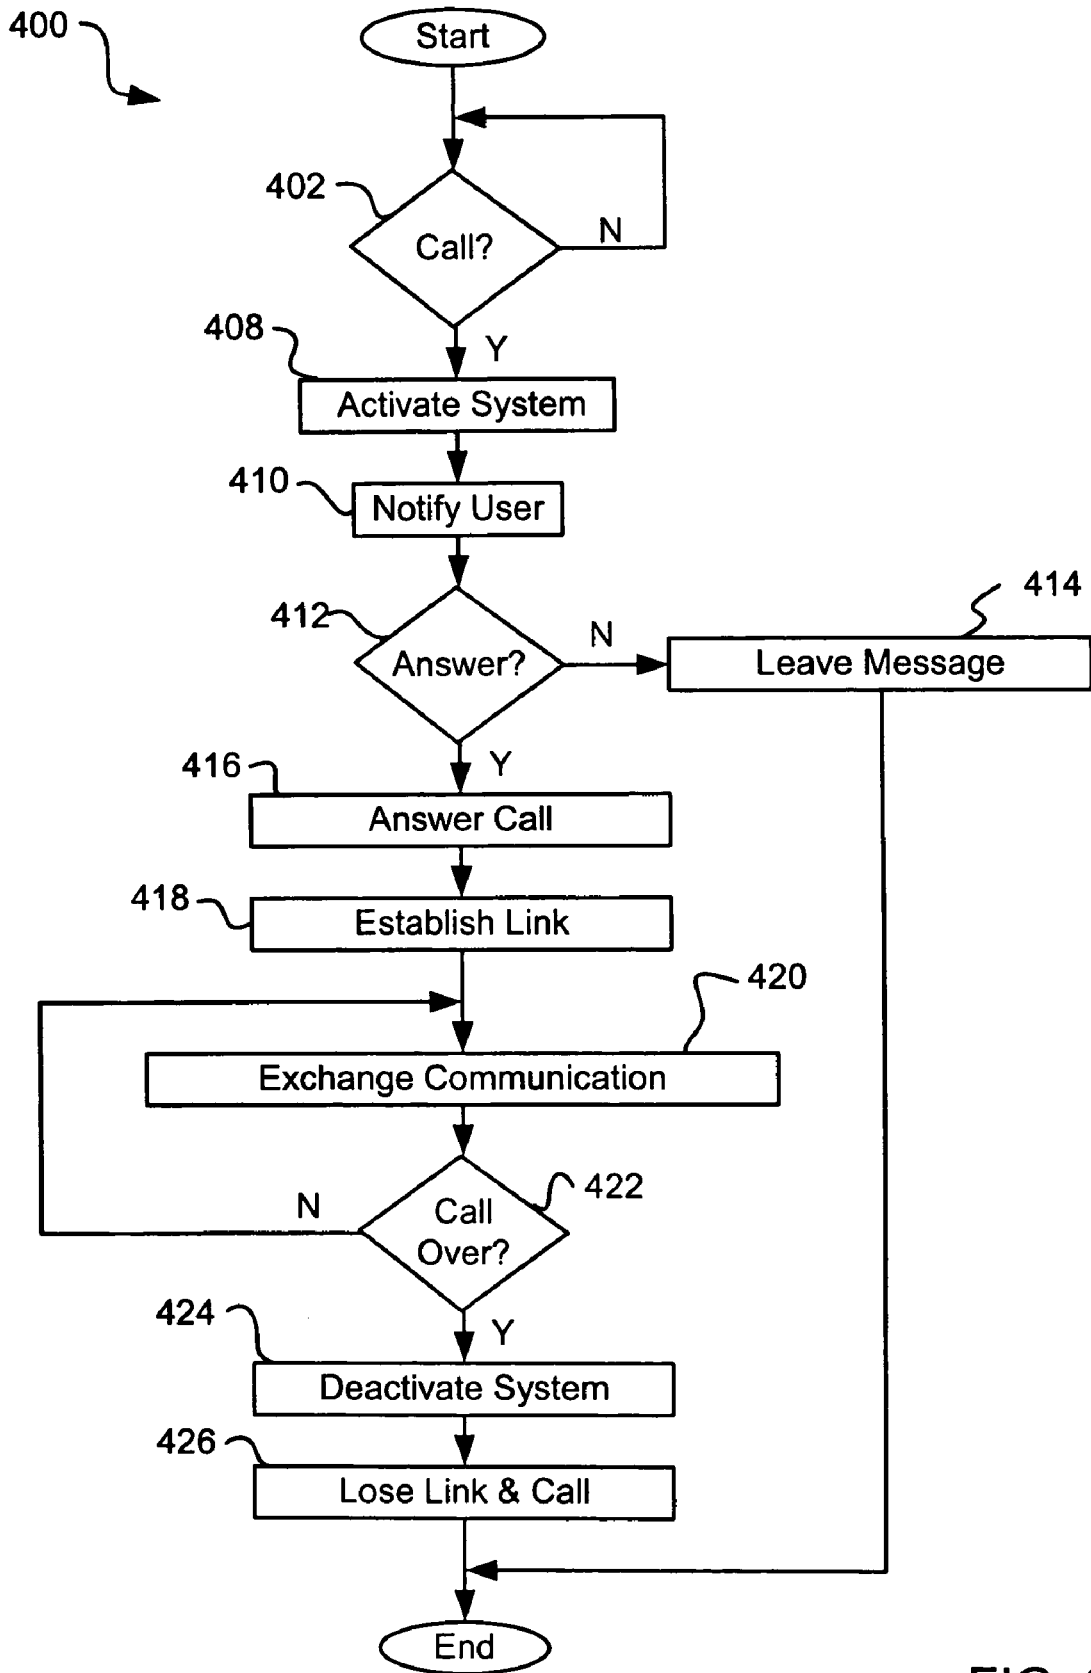 400
Start
402
Call?
N
408
Y
Activate System
410
Notify User
412
Answer?
N
414
Leave Message
416
Y
Answer Call
418
Establish Link
420
Exchange Communication
422
Call
Over?
N
424
Y
Deactivate System
426
Lose Link & Call
End